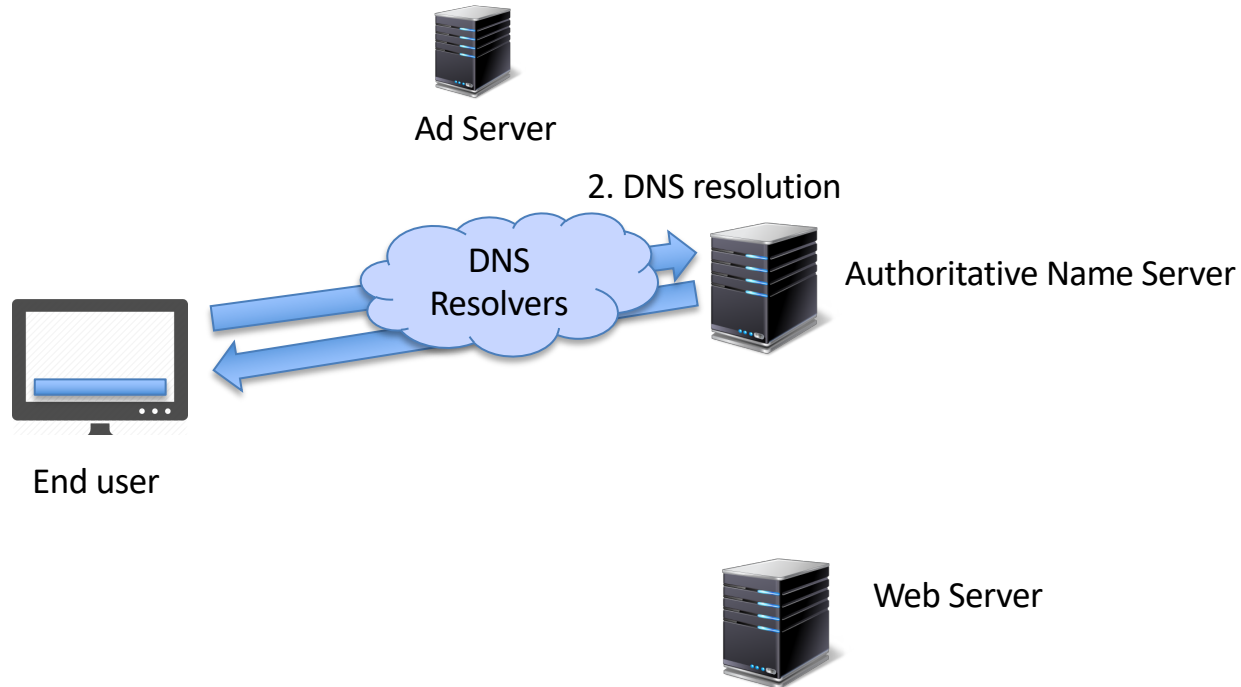 Ad Server
2. DNS resolution
DNS
Resolvers
Authoritative Name Server
End user
Web Server